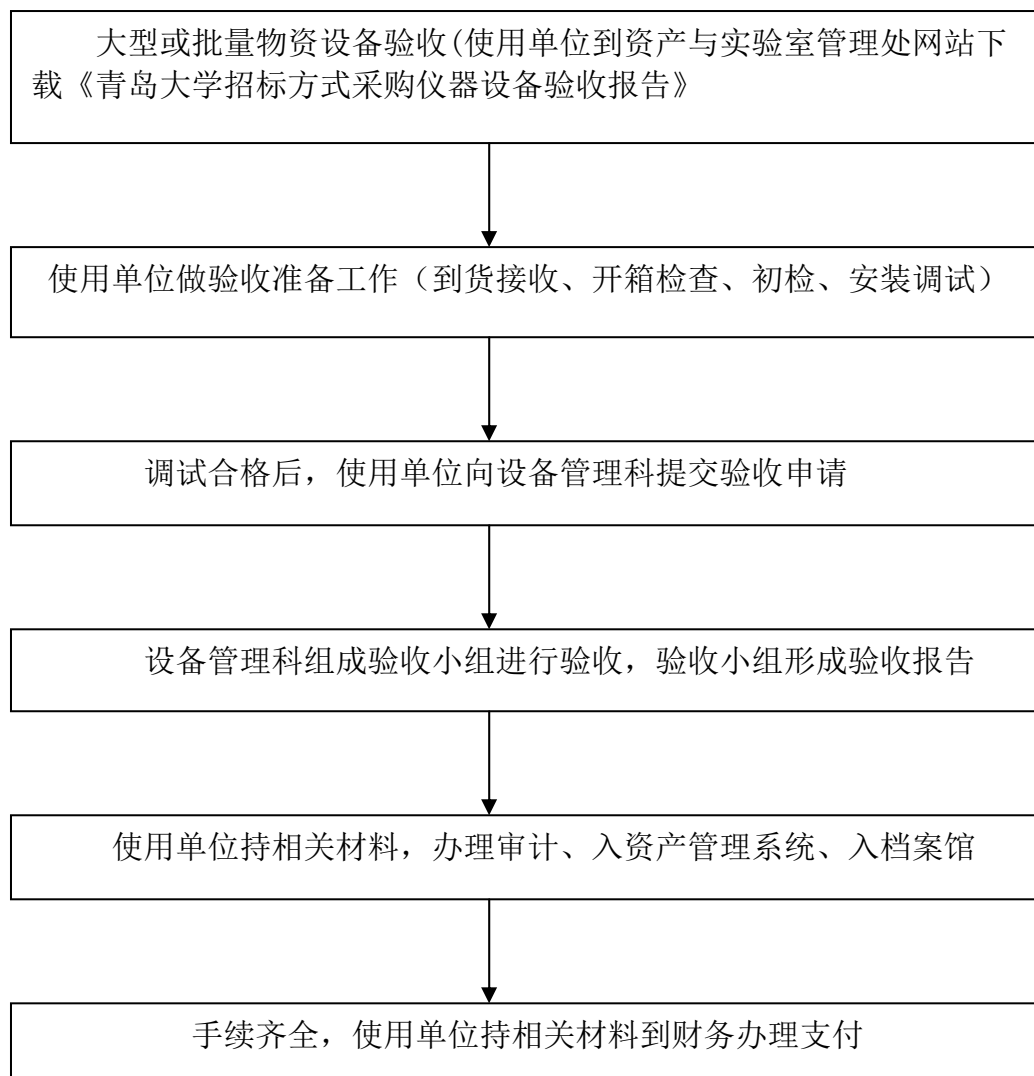 大型或批量物资设备验收(使用单位到资产与实验室管理处网站下
载《青岛大学招标方式采购仪器设备验收报告》
使用单位做验收准备工作（到货接收、开箱检查、初检、安装调试）
调试合格后，使用单位向设备管理科提交验收申请
设备管理科组成验收小组进行验收，验收小组形成验收报告
使用单位持相关材料，办理审计、入资产管理系统、入档案馆
手续齐全，使用单位持相关材料到财务办理支付